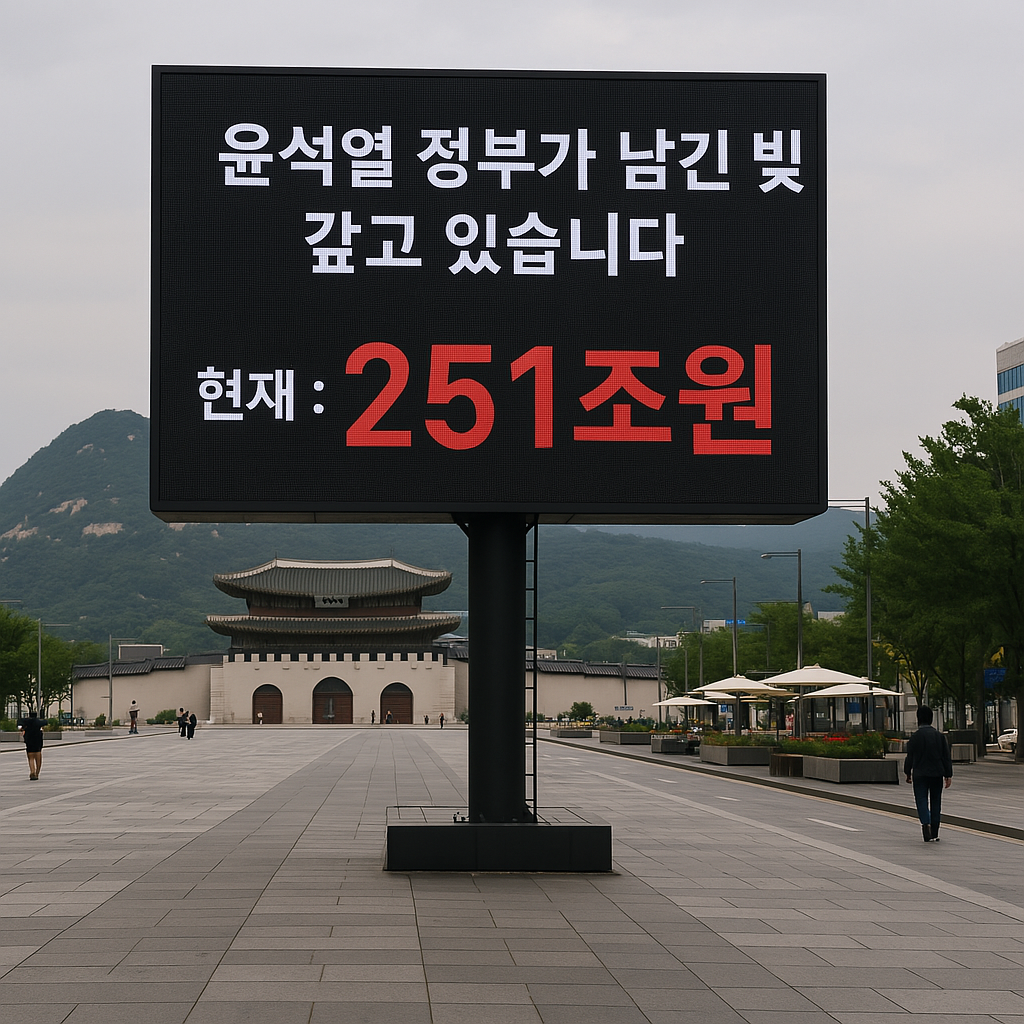 윤석열 정부가 남긴 빚
갚고 있습니다
현재 : 251조원